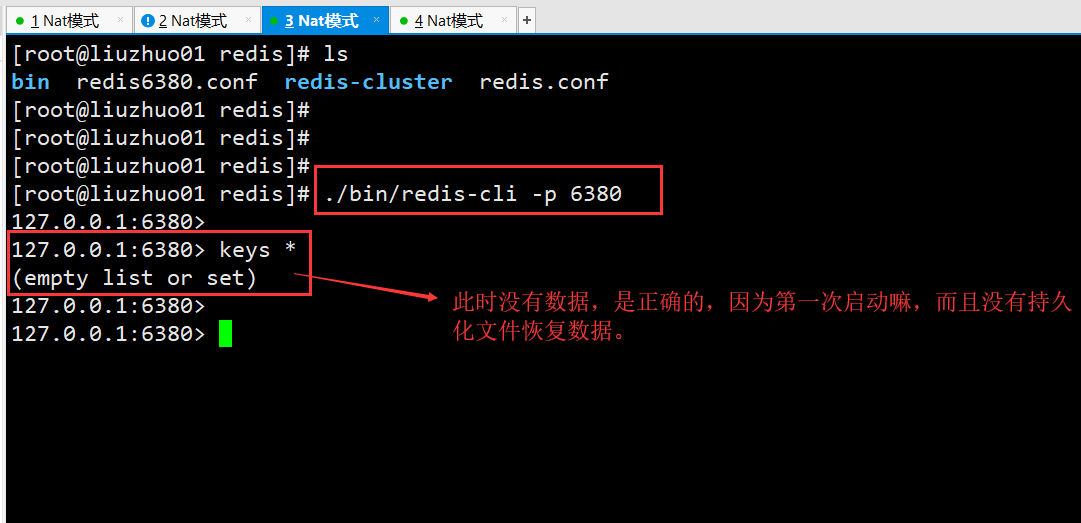 1 Nat模式 × 2 Nat模式 × 3 Nat模式 × 4 Nat模式 × +
[root@liuzhuo01 redis]# ls
bin redis6380.conf redis-cluster redis.conf
[root@liuzhuo01 redis]#
[root@liuzhuo01 redis]#
[root@liuzhuo01 redis]#
[root@liuzhuo01 redis]# ./bin/redis-cli -p 6380
127.0.0.1:6380>
127.0.0.1:6380> keys *
(empty list or set)
127.0.0.1:6380>
127.0.0.1:6380>
此时没有数据，是正确的，因为第一次启动嘛，而且没有持久
化文件恢复数据。